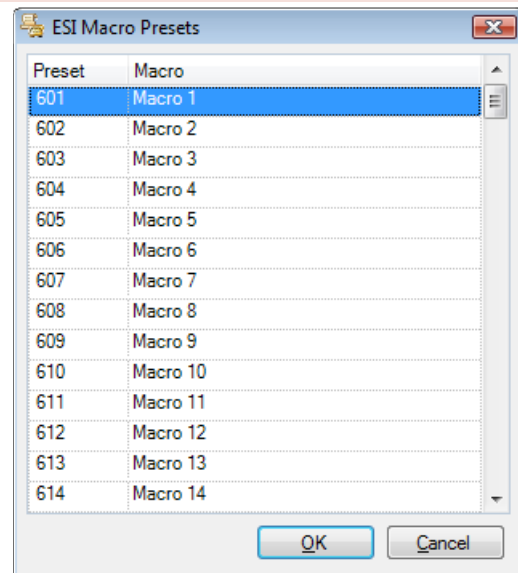 ESI Macro Presets
Preset Macro
601 Macro 1
602 Macro 2
603 Macro 3
604 Macro 4
605 Macro 5
606 Macro 6
607 Macro 7
608 Macro 8
609 Macro 9
610 Macro 10
611 Macro 11
612 Macro 12
613 Macro 13
614 Macro 14
OK Cancel